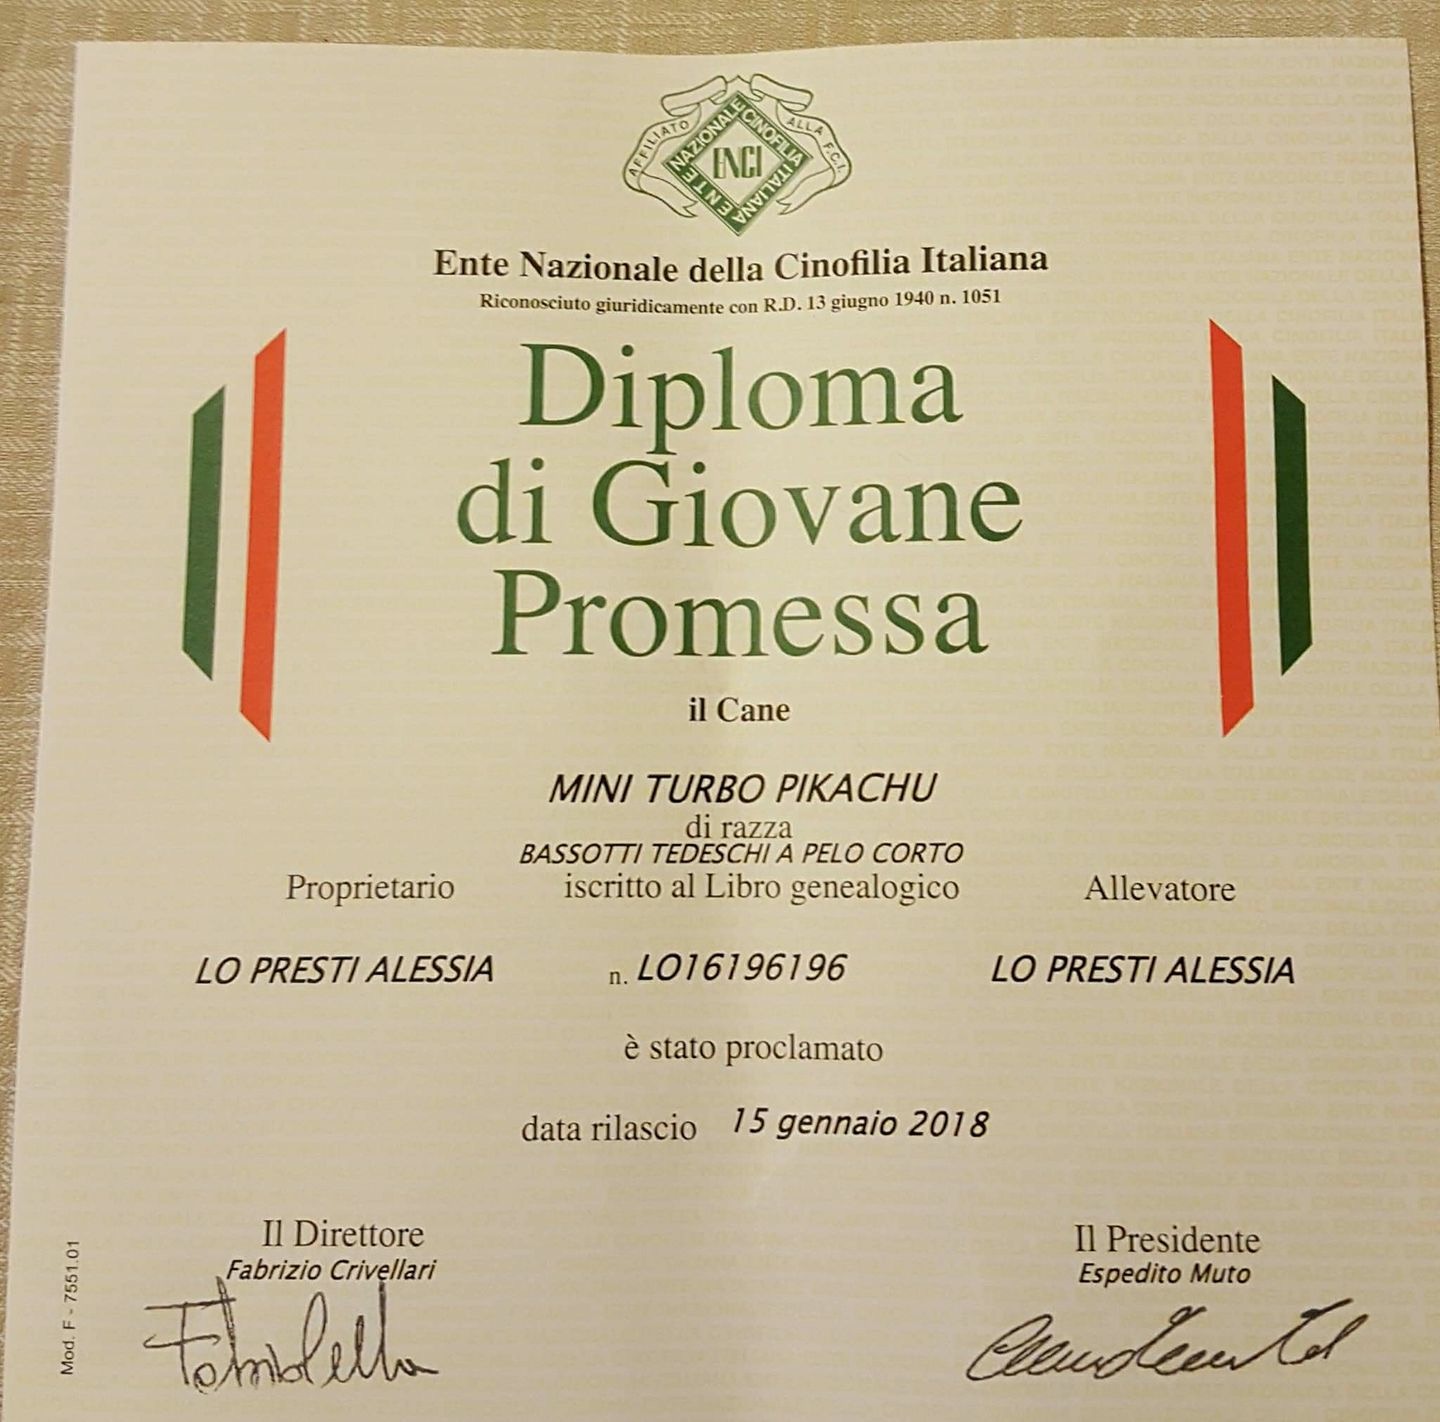 AFFILIATO ALLA F.C.I.
ENTE NAZIONALE CINOFILIA ITALIANA
ENCI
Ente Nazionale della Cinofilia Italiana
Riconosciuto giuridicamente con R.D. 13 giugno 1940 n. 1051
Diploma
di Giovane
Promessa
il Cane
MINI TURBO PIKACHU
di razza
BASSOTTI TEDESCHI A PELO CORTO
Proprietario iscritto al Libro genealogico Allevatore
LO PRESTI ALESSIA n. LO16196196 LO PRESTI ALESSIA
è stato proclamato
data rilascio 15 gennaio 2018
Il Direttore Il Presidente
Fabrizio Crivellari Espedito Muto
Mod. F - 7551.01